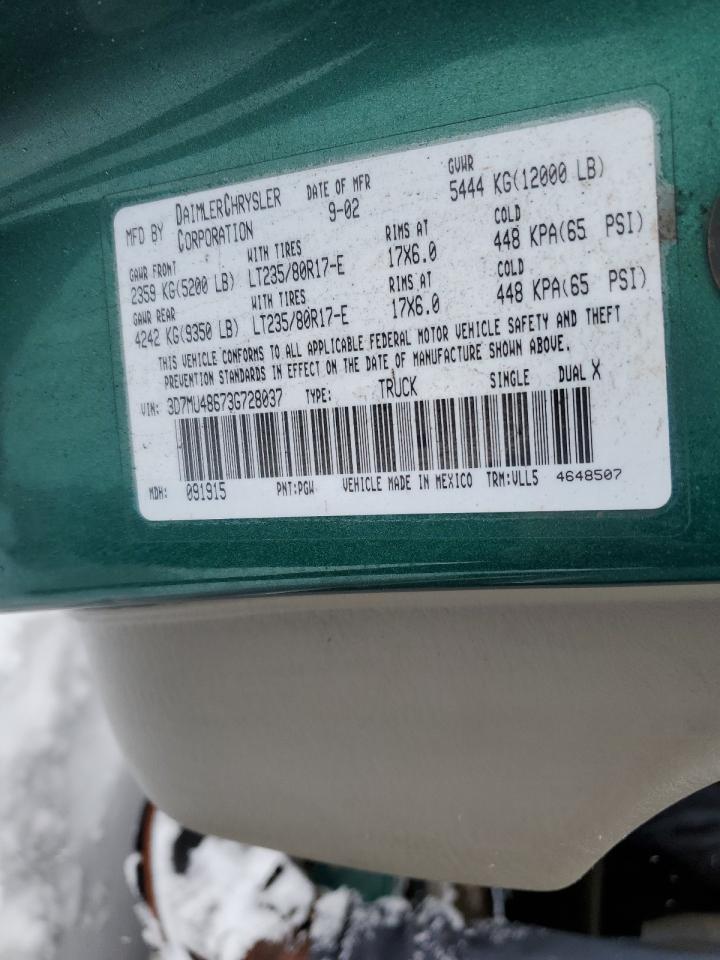 MFD BY DAIMLERCHRYSLER CORPORATION DATE OF MFR 9-02 GVWR 5444 KG(12000 LB)
GAWR FRONT WITH TIRES RIMS AT COLD
2359 KG(5200 LB) LT235/80R17-E 17X6.0 448 KPA(65 PSI)
GAWR REAR WITH TIRES RIMS AT COLD
4242 KG(9350 LB) LT235/80R17-E 17X6.0 448 KPA(65 PSI)
THIS VEHICLE CONFORMS TO ALL APPLICABLE FEDERAL MOTOR VEHICLE SAFETY AND THEFT
PREVENTION STANDARDS IN EFFECT ON THE DATE OF MANUFACTURE SHOWN ABOVE.
VIN: 3D7MU48673G728037 TYPE: TRUCK SINGLE DUAL X
MDH: 091915 PNT:PGW VEHICLE MADE IN MEXICO TRM:VLL5 4648507